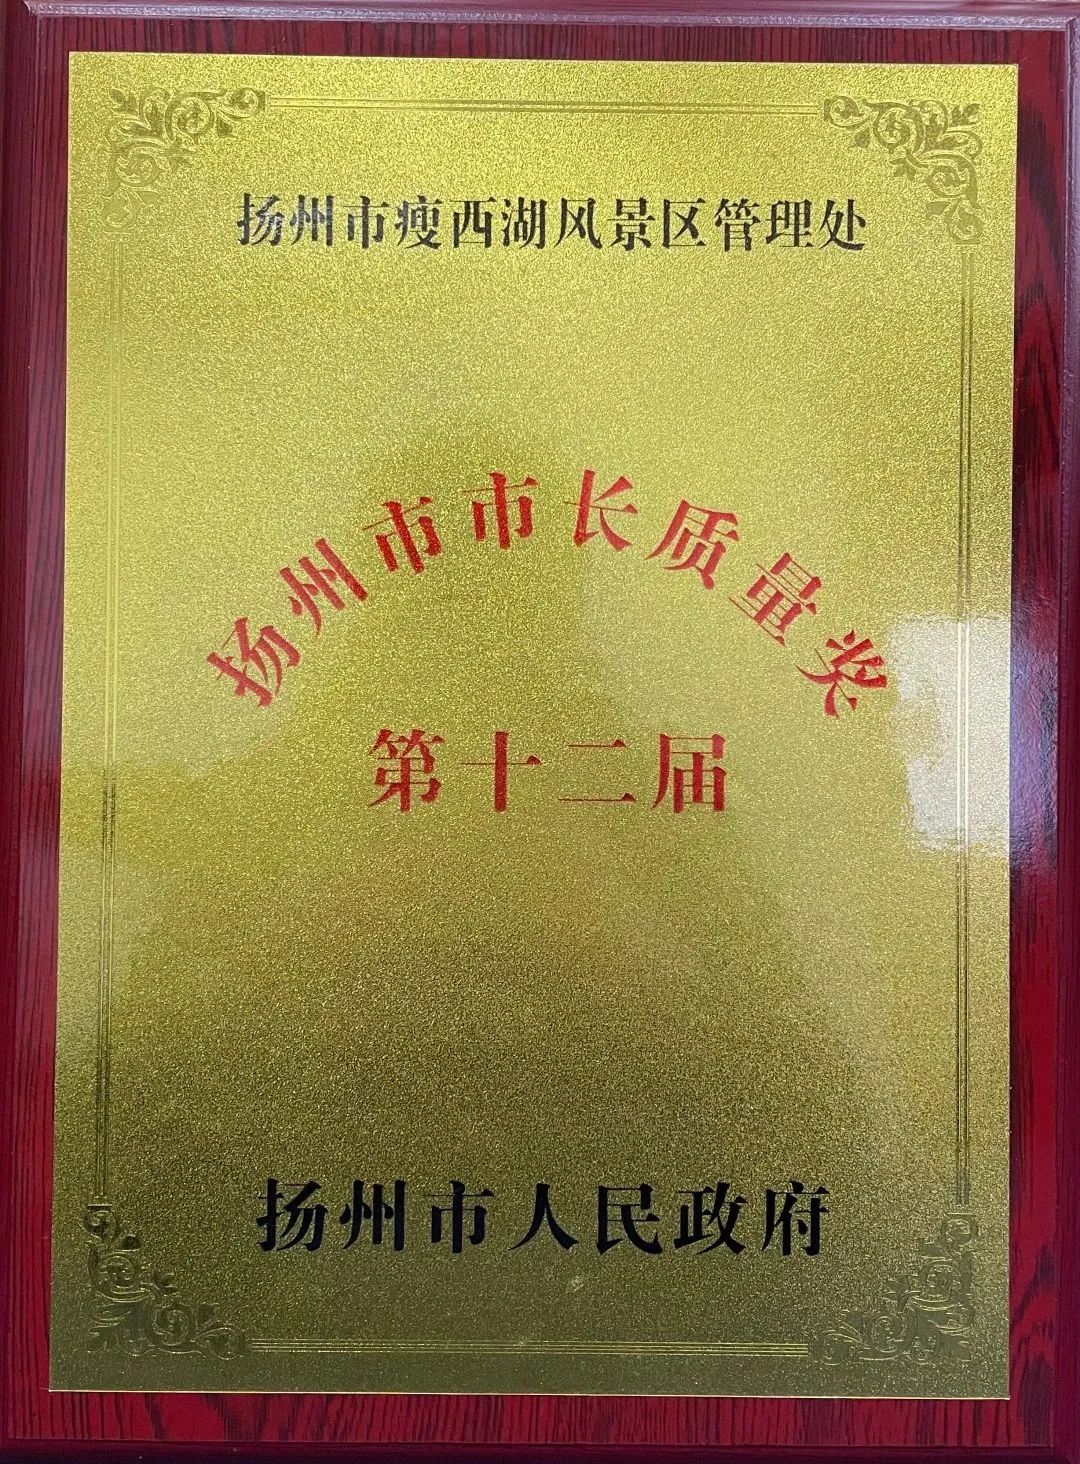 扬州市瘦西湖风景区管理处
扬州市市长质量奖
第十二届
扬州市人民政府